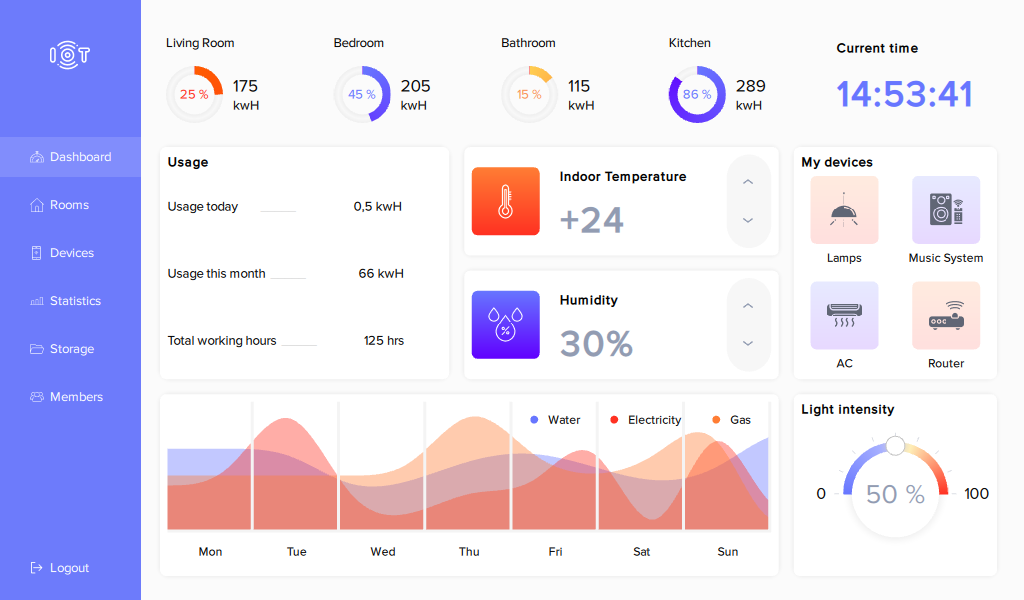 IOT
Dashboard
Rooms
Devices
Statistics
Storage
Members
Logout
Living Room
25 %
175
kwH
Bedroom
45 %
205
kwH
Bathroom
15 %
115
kwH
Kitchen
86 %
289
kwH
Current time
14:53:41
Usage
Usage today 0,5 kwH
Usage this month 66 kwH
Total working hours 125 hrs
Indoor Temperature
+24
Humidity
%
30%
My devices
Lamps
Music System
AC
Router
Water Electricity Gas
Mon Tue Wed Thu Fri Sat Sun
Light intensity
0 50 % 100